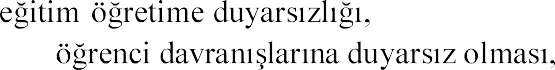 eğitim öğretime duyarsızlığı,
öğrenci davranışlarına duyarsız olması,